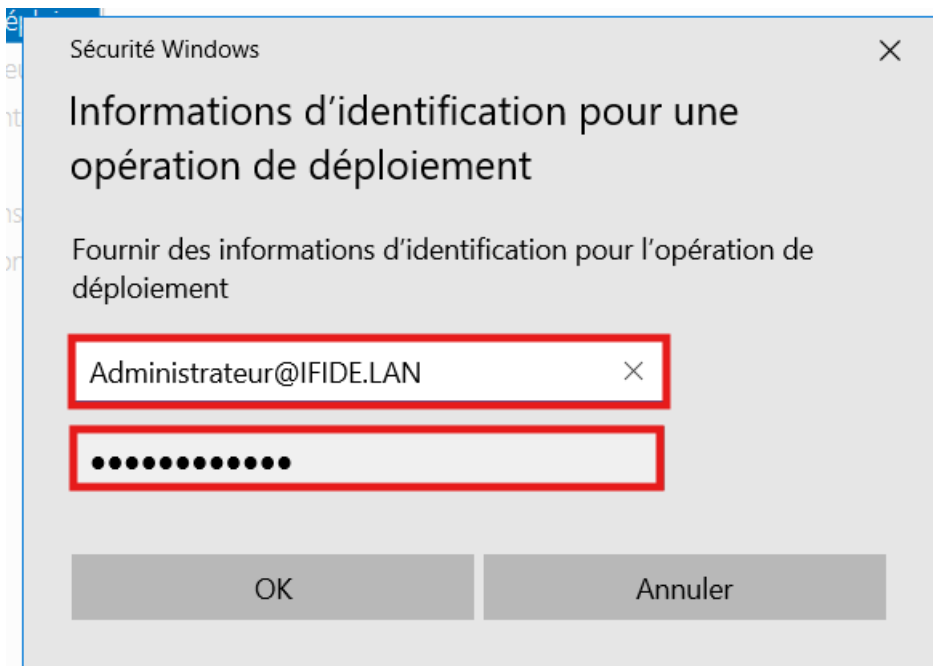 Sécurité Windows
Informations d’identification pour une
opération de déploiement
Fournir des informations d’identification pour l’opération de
déploiement
Administrateur@IFIDE.LAN
●●●●●●●●●●●●
OK
Annuler